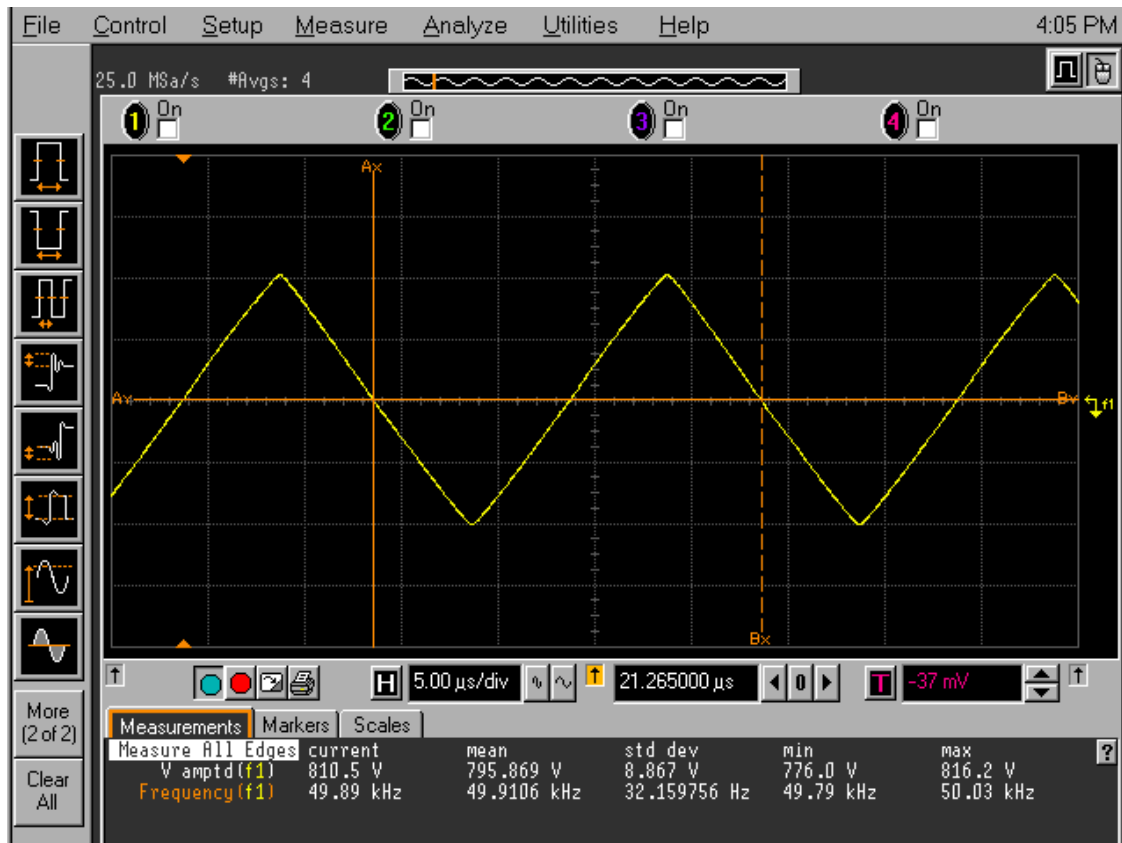 File Control Setup Measure Analyze Utilities Help 4:05 PM
25.0 MSa/s #Avgs: 4
1 On 2 On 3 On 4 On
Ax
Ay By
f1
Bx
H 5.00 µs/div 21.265000 µs 0 T -37 mV
More
(2 of 2)
Clear
All
Measurements Markers Scales
Measure All Edges current mean std dev min max ?
V amptd(f1) 810.5 V 795.869 V 8.867 V 776.0 V 816.2 V
Frequency(f1) 49.89 kHz 49.9106 kHz 32.159756 Hz 49.79 kHz 50.03 kHz